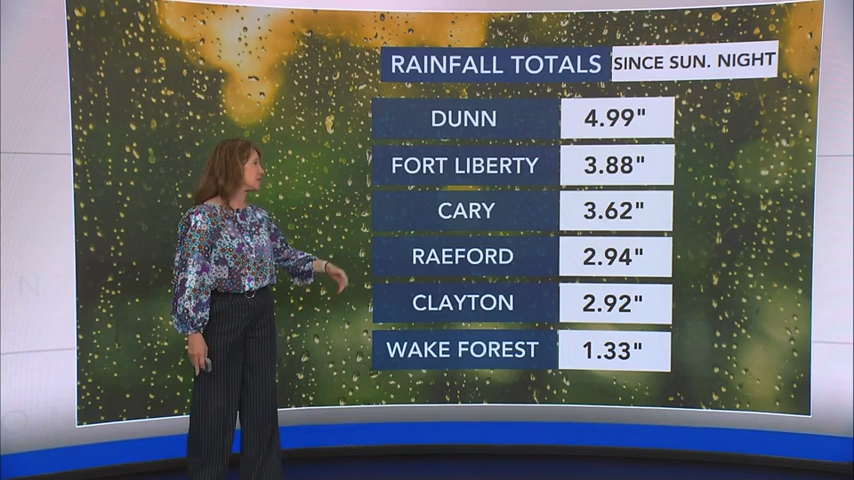 RAINFALL TOTALS SINCE SUN. NIGHT
DUNN 4.99"
FORT LIBERTY 3.88"
CARY 3.62"
RAEFORD 2.94"
CLAYTON 2.92"
WAKE FOREST 1.33"